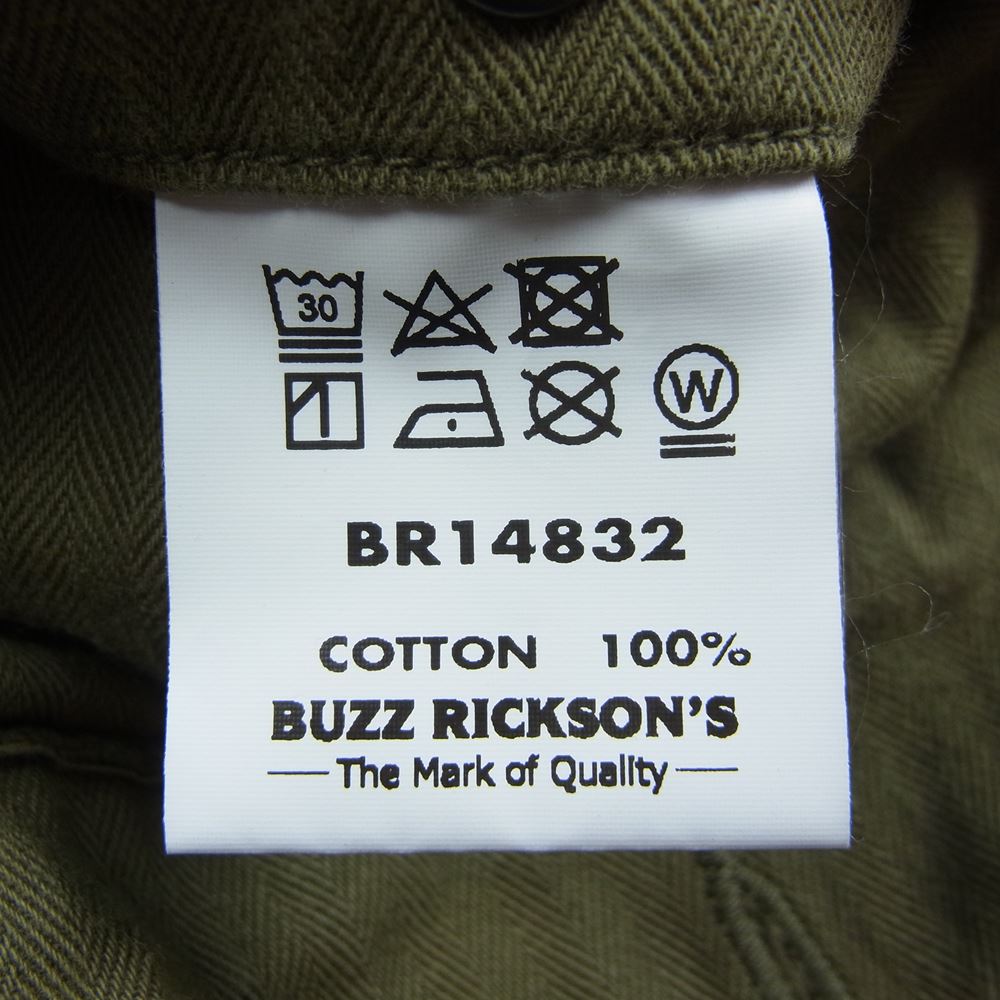 30
W
BR14832
COTTON 100%
BUZZ RICKSON'S
The Mark of Quality